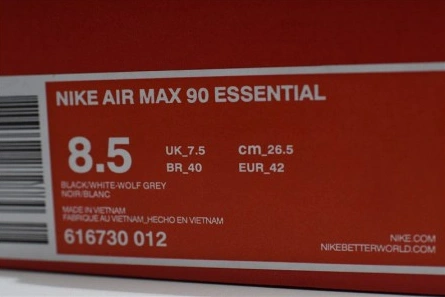 NIKE AIR MAX 90 ESSENTIAL
8.5 UK_7.5 cm_26.5
BR_40 EUR_42
BLACK/WHITE-WOLF GREY
NOIR/BLANC
MADE IN VIETNAM
FABRIQUE AU VIETNAM_HECHO EN VIETNAM
616730 012
NIKE.COM
NIKEBETTERWORLD.COM